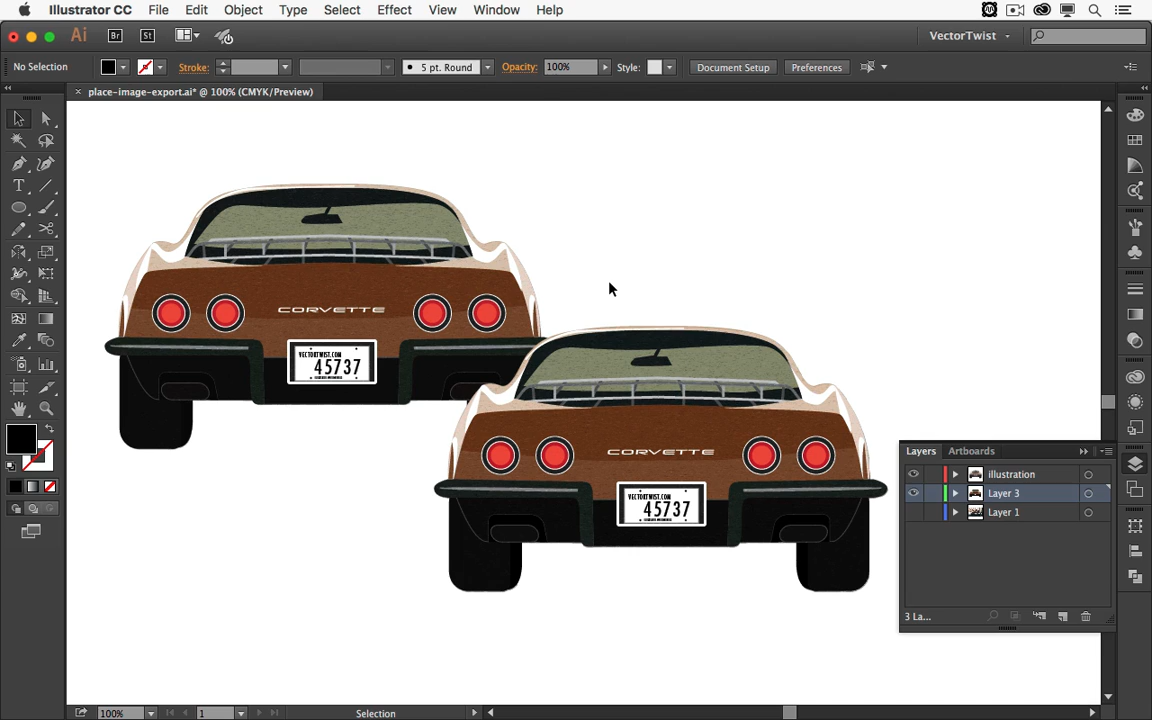 Illustrator CC File Edit Object Type Select Effect View Window Help
Ai Br St VectorTwist
No Selection Stroke: 5 pt. Round Opacity: 100% Style: Document Setup Preferences
place-image-export.ai* @ 100% (CMYK/Preview)
CORVETTE
VECTORTWIST.COM
45737
CORVETTE
VECTORTWIST.COM
45737
Layers Artboards
illustration
Layer 3
Layer 1
3 La...
100% 1 Selection